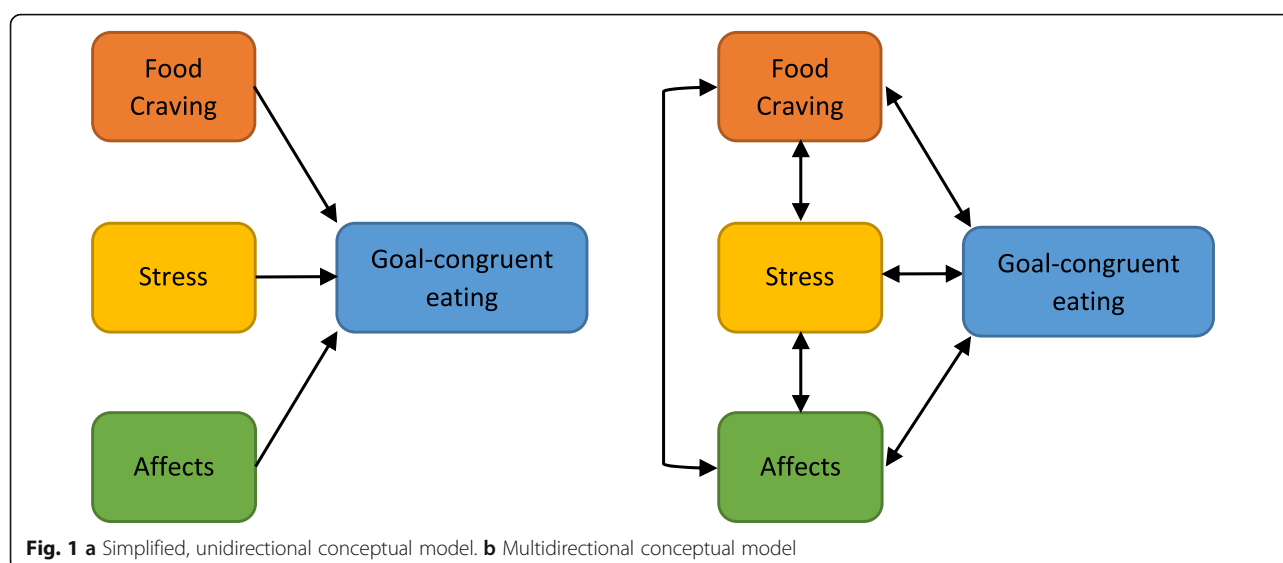 Food
Craving
Stress
Affects
Goal-congruent
eating
Food
Craving
Stress
Affects
Goal-congruent
eating
Fig. 1 a Simplified, unidirectional conceptual model. b Multidirectional conceptual model